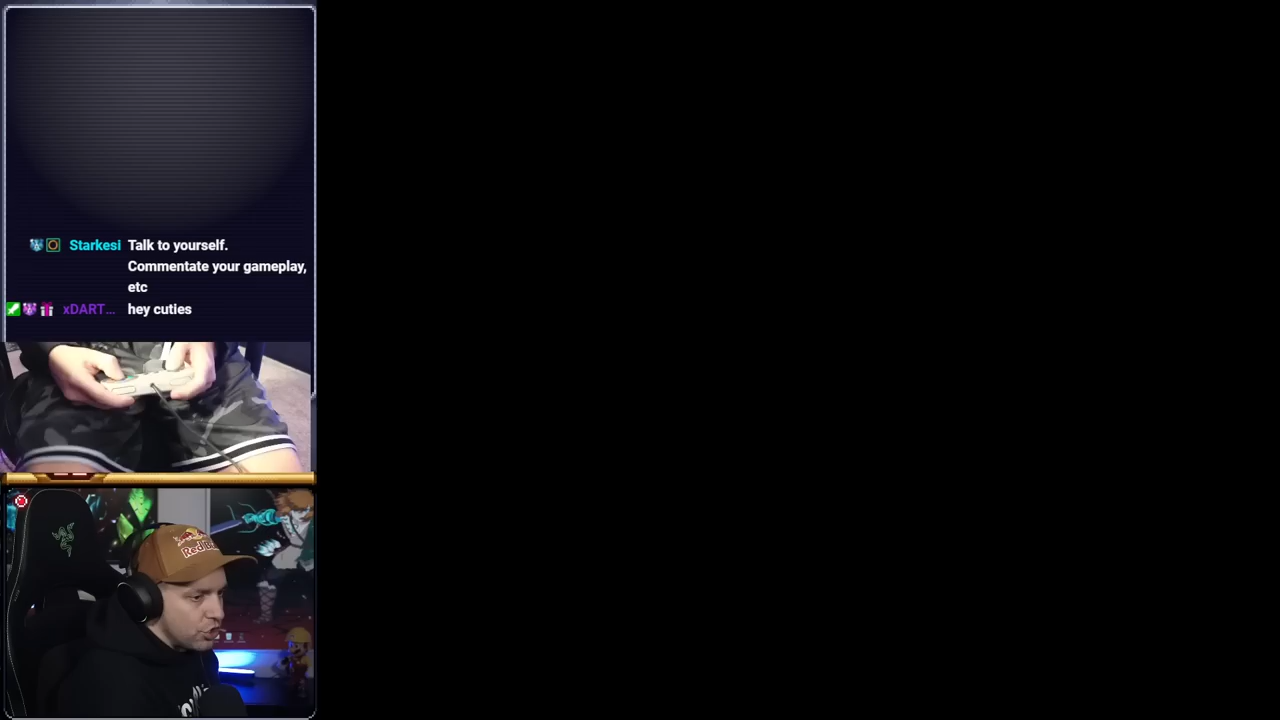 Starkesi Talk to yourself.
Commentate your gameplay,
etc
xDART... hey cuties
Red Bull